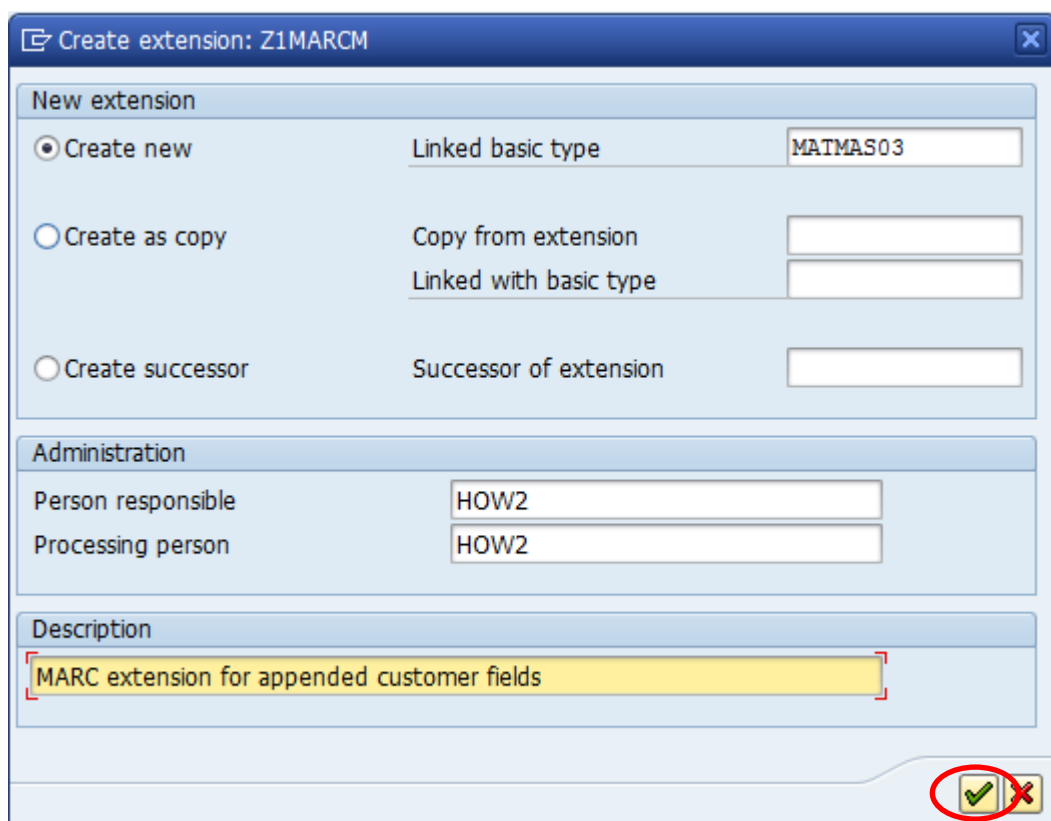 Create extension: Z1MARCM
New extension
Create new Linked basic type MATMAS03
Create as copy Copy from extension
Linked with basic type
Create successor Successor of extension
Administration
Person responsible HOW2
Processing person HOW2
Description
MARC extension for appended customer fields